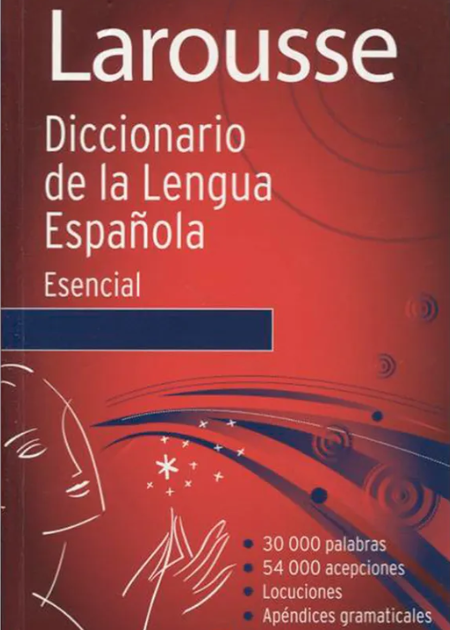 Larousse
Diccionario
de la Lengua
Española
Esencial
• 30 000 palabras
• 54 000 acepciones
• Locuciones
• Apéndices gramaticales